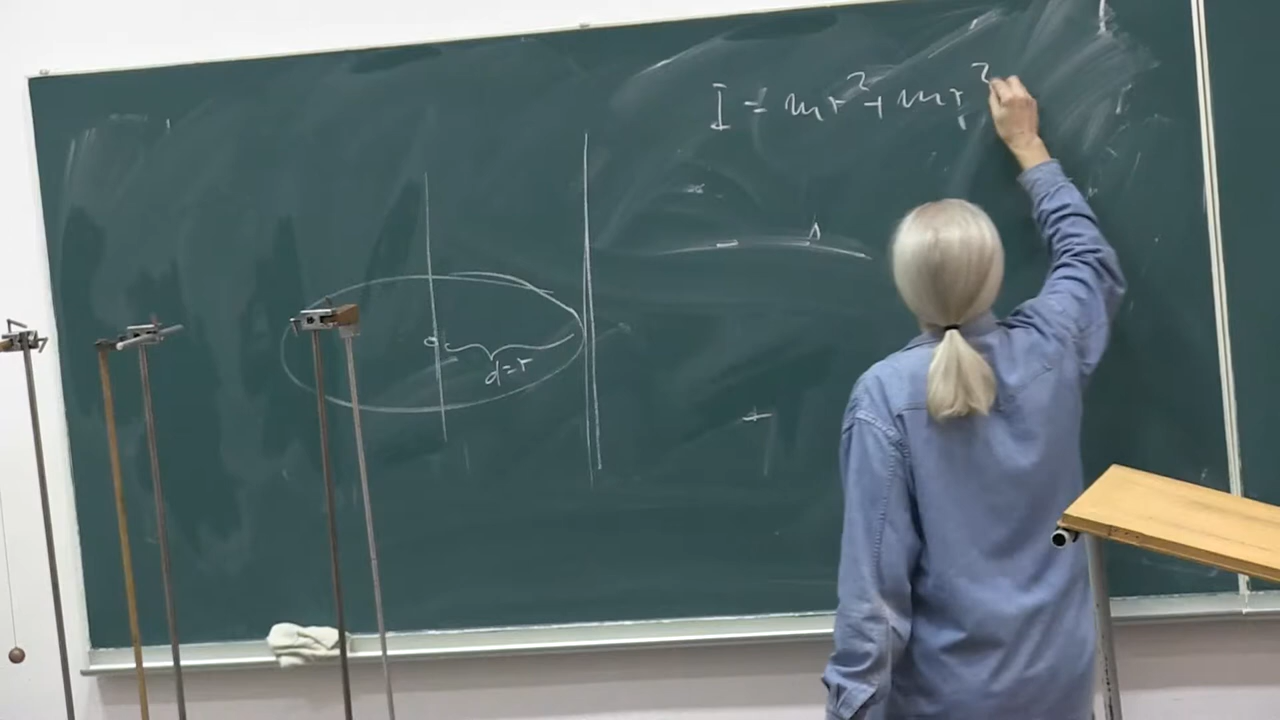 I = mr² + mr²
d=r